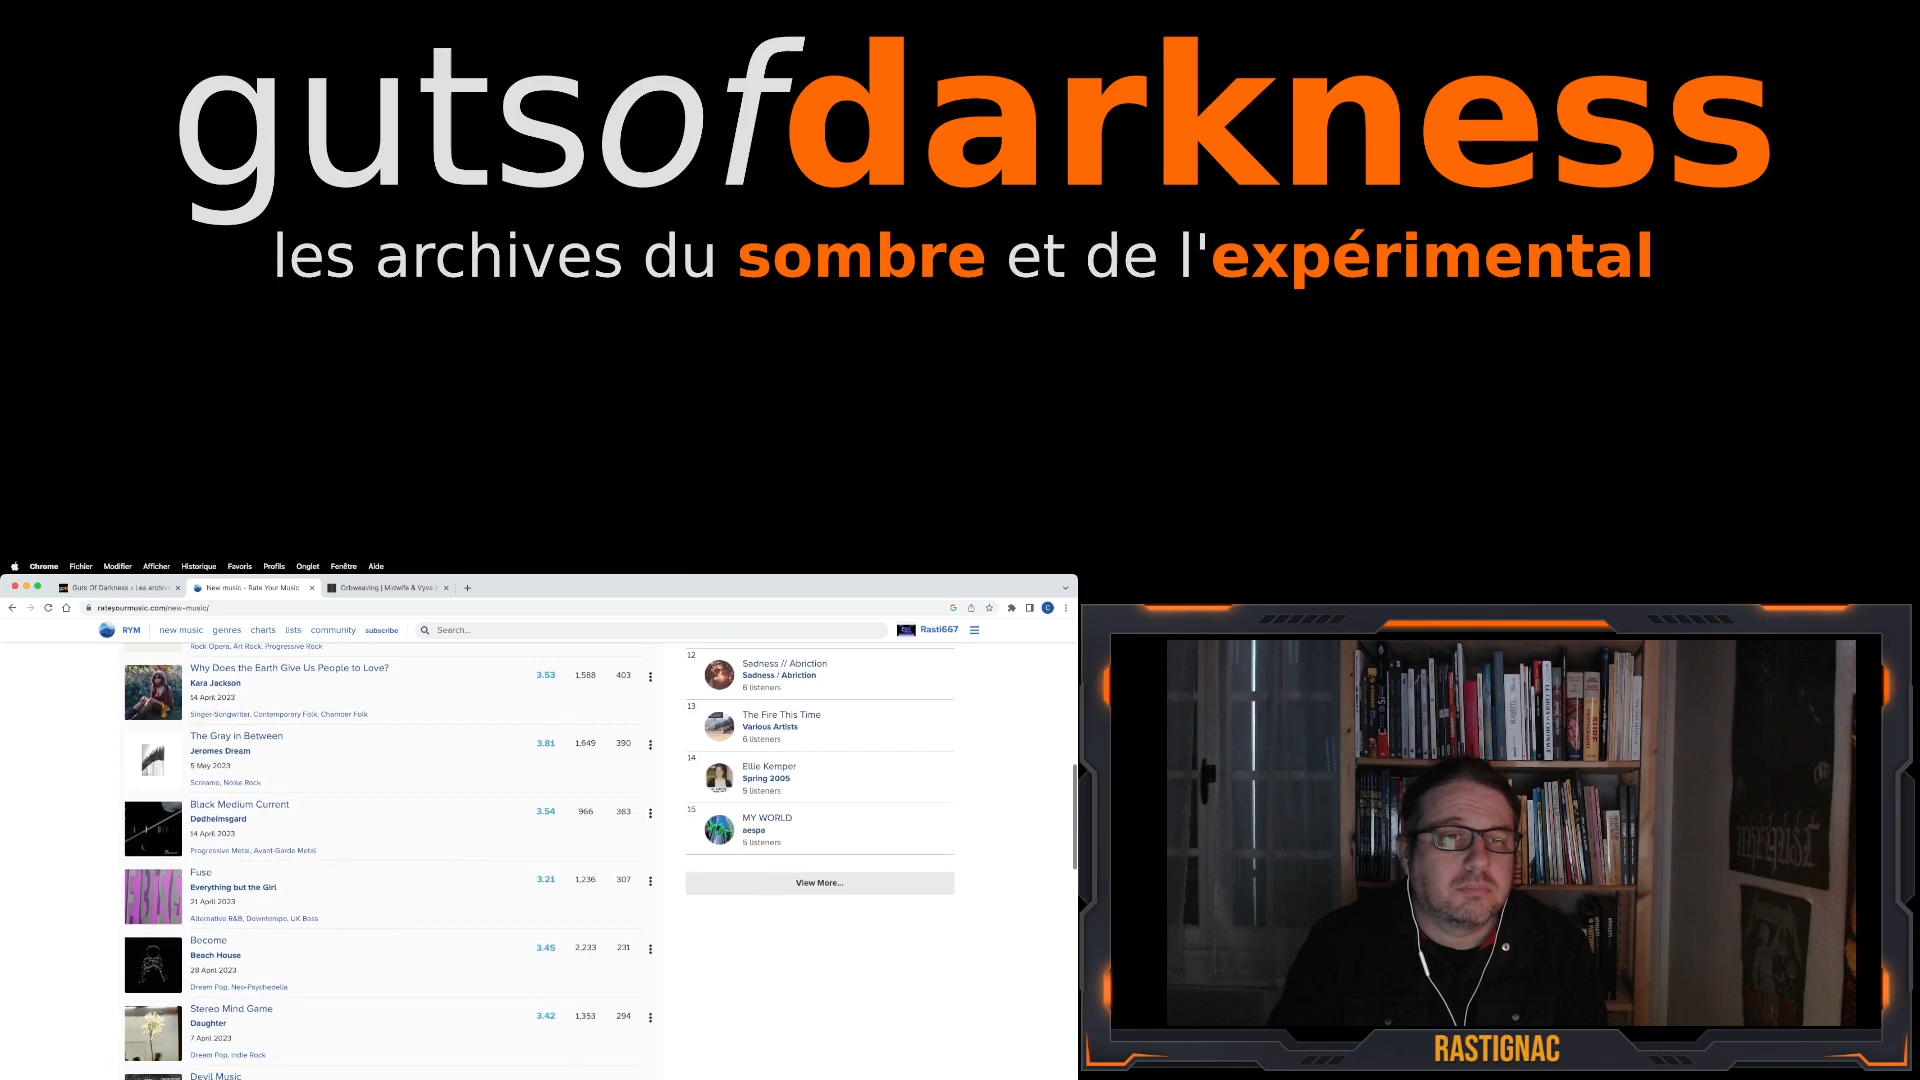 gutsofdarkness
les archives du sombre et de l'expérimental
Chrome Fichier Modifier Afficher Historique Favoris Profils Onglet Fenêtre Aide
Guts Of Darkness › Les archiv
New music - Rate Your Music
Orbweaving | Midwife & Vyva
rateyourmusic.com/new-music/
RYM new music genres charts lists community subscribe
Search...
Rasti667
Rock Opera, Art Rock, Progressive Rock
Why Does the Earth Give Us People to Love?
Kara Jackson
14 April 2023
Singer-Songwriter, Contemporary Folk, Chamber Folk
3.53 1,588 403
The Gray in Between
Jeromes Dream
5 May 2023
Screamo, Noise Rock
3.81 1,649 390
Black Medium Current
Dødheimsgard
14 April 2023
Progressive Metal, Avant-Garde Metal
3.54 966 363
Fuse
Everything but the Girl
21 April 2023
Alternative R&B, Downtempo, UK Bass
3.21 1,236 307
Become
Beach House
28 April 2023
Dream Pop, Neo-Psychedelia
3.45 2,233 231
Stereo Mind Game
Daughter
7 April 2023
Dream Pop, Indie Rock
3.42 1,353 294
Devil Music
12
Sadness // Abriction
Sadness / Abriction
6 listeners
13
The Fire This Time
Various Artists
6 listeners
14
Ellie Kemper
Spring 2005
5 listeners
15
MY WORLD
aespa
5 listeners
View More...
RASTIGNAC